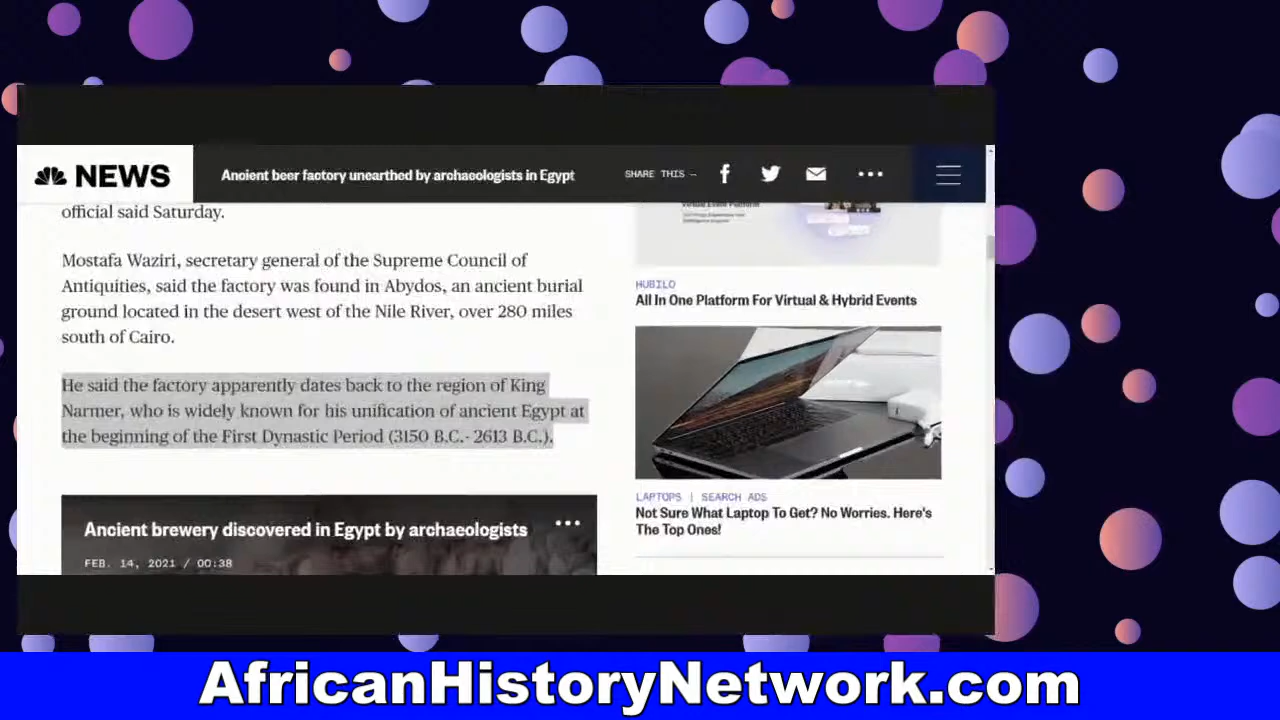 NEWS
Ancient beer factory unearthed by archaeologists in Egypt
SHARE THIS —
official said Saturday.
Mostafa Waziri, secretary general of the Supreme Council of
Antiquities, said the factory was found in Abydos, an ancient burial
ground located in the desert west of the Nile River, over 280 miles
south of Cairo.
He said the factory apparently dates back to the region of King
Narmer, who is widely known for his unification of ancient Egypt at
the beginning of the First Dynastic Period (3150 B.C.- 2613 B.C.).
Ancient brewery discovered in Egypt by archaeologists
FEB. 14, 2021 / 00:38
HUBILO
All In One Platform For Virtual & Hybrid Events
LAPTOPS | SEARCH ADS
Not Sure What Laptop To Get? No Worries. Here's
The Top Ones!
AfricanHistoryNetwork.com